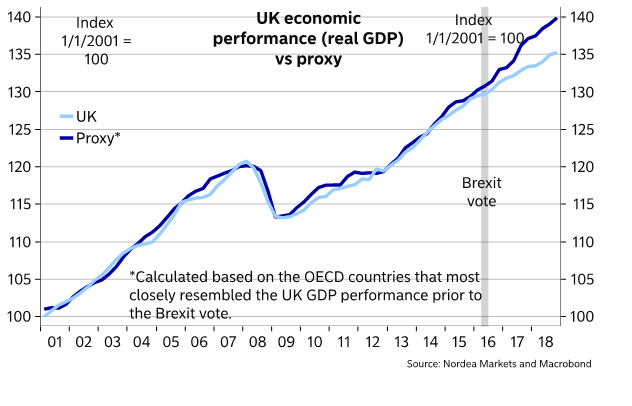 UK economic
performance (real GDP)
vs proxy
Index
1/1/2001 =
100
Index
1/1/2001 = 100
140
135
130
125
120
115
110
105
100
140
135
130
125
120
115
110
105
100
UK
Proxy*
Brexit
vote
*Calculated based on the OECD countries that most
closely resembled the UK GDP performance prior to
the Brexit vote.
01 02 03 04 05 06 07 08 09 10 11 12 13 14 15 16 17 18
Source: Nordea Markets and Macrobond